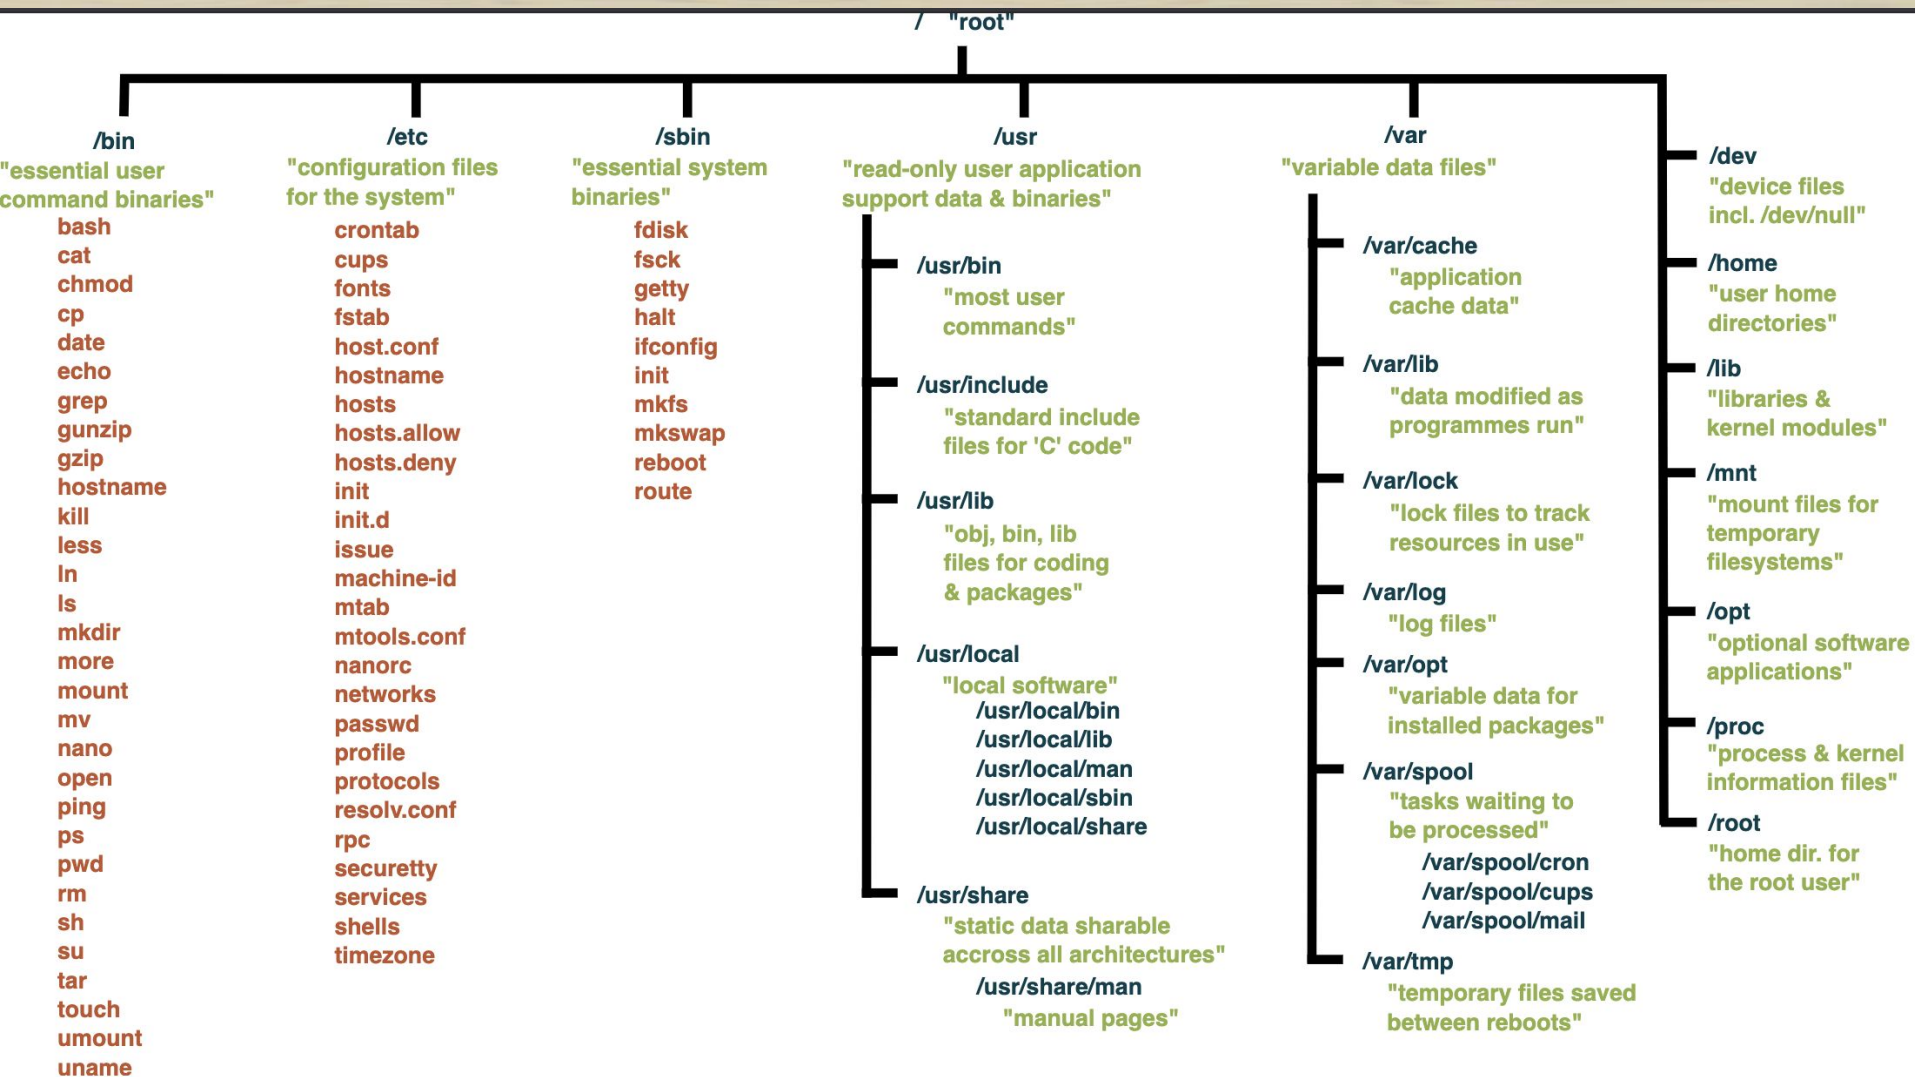 / "root"
/bin
"essential user
command binaries"
bash
cat
chmod
cp
date
echo
grep
gunzip
gzip
hostname
kill
less
ln
ls
mkdir
more
mount
mv
nano
open
ping
ps
pwd
rm
sh
su
tar
touch
umount
uname
/etc
"configuration files
for the system"
crontab
cups
fonts
fstab
host.conf
hostname
hosts
hosts.allow
hosts.deny
init
init.d
issue
machine-id
mtab
mtools.conf
nanorc
networks
passwd
profile
protocols
resolv.conf
rpc
securetty
services
shells
timezone
/sbin
"essential system
binaries"
fdisk
fsck
getty
halt
ifconfig
init
mkfs
mkswap
reboot
route
/usr
"read-only user application
support data & binaries"
/usr/bin
"most user
commands"
/usr/include
"standard include
files for 'C' code"
/usr/lib
"obj, bin, lib
files for coding
& packages"
/usr/local
"local software"
/usr/local/bin
/usr/local/lib
/usr/local/man
/usr/local/sbin
/usr/local/share
/usr/share
"static data sharable
accross all architectures"
/usr/share/man
"manual pages"
/var
"variable data files"
/var/cache
"application
cache data"
/var/lib
"data modified as
programmes run"
/var/lock
"lock files to track
resources in use"
/var/log
"log files"
/var/opt
"variable data for
installed packages"
/var/spool
"tasks waiting to
be processed"
/var/spool/cron
/var/spool/cups
/var/spool/mail
/var/tmp
"temporary files saved
between reboots"
/dev
"device files
incl. /dev/null"
/home
"user home
directories"
/lib
"libraries &
kernel modules"
/mnt
"mount files for
temporary
filesystems"
/opt
"optional software
applications"
/proc
"process & kernel
information files"
/root
"home dir. for
the root user"